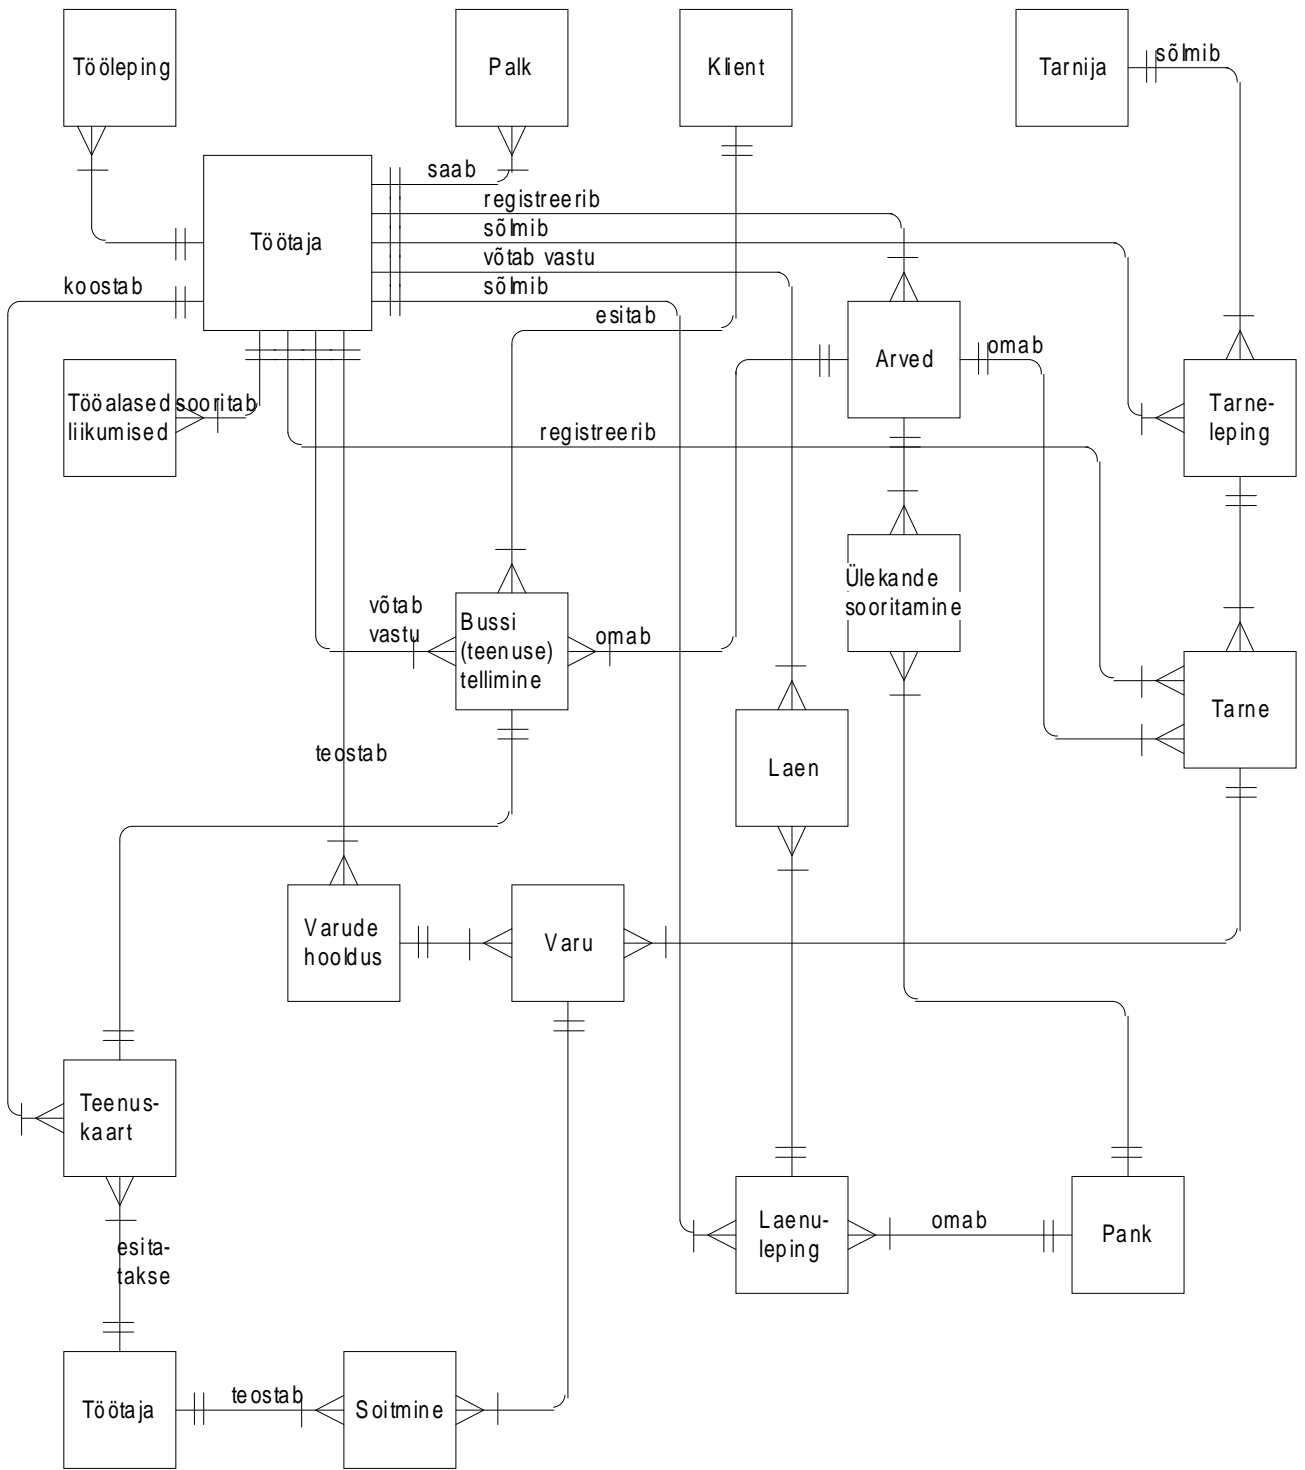 Tööleping
Palk
Klient
Tarnija
sõlmib
saab
registreerib
sõlmib
võtab vastu
sõlmib
Töötaja
koostab
esitab
Arved
omab
Tarne-
leping
Tööalased
liikumised
sooritab
registreerib
Ülekande
sooritamine
võtab
vastu
Bussi
(teenuse)
tellimine
omab
Tarne
teostab
Laen
Varude
hooldus
Varu
Teenus-
kaart
Laenu-
leping
omab
Pank
esita-
takse
Töötaja
teostab
Soitmine